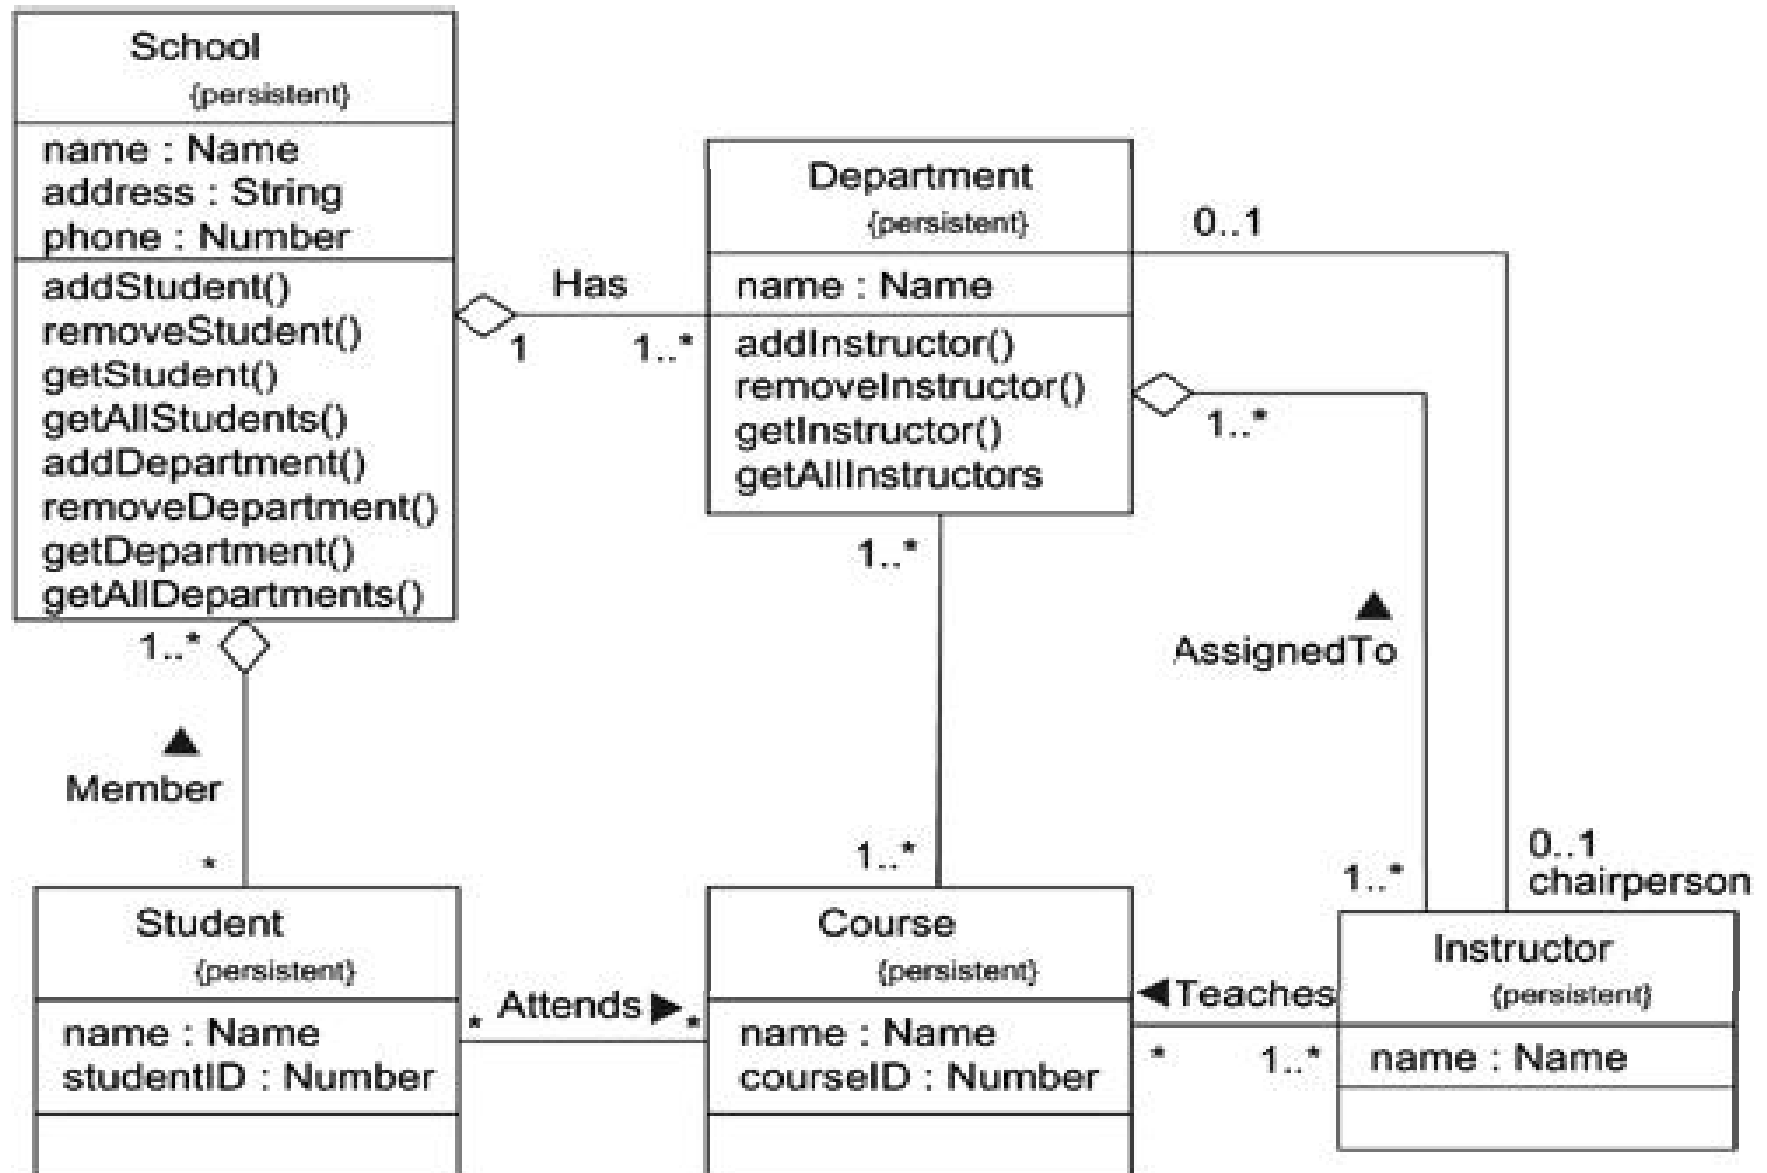 School
{persistent}
name : Name
address : String
phone : Number
addStudent()
removeStudent()
getStudent()
getAllStudents()
addDepartment()
removeDepartment()
getDepartment()
getAllDepartments()
Has
1
1..*
Department
{persistent}
name : Name
addInstructor()
removeInstructor()
getInstructor()
getAllInstructors
0..1
1..*
1..*
AssignedTo
1..*
Member
*
1..*
1..*
0..1
chairperson
Student
{persistent}
name : Name
studentID : Number
* Attends ▶ *
Course
{persistent}
name : Name
courseID : Number
◀Teaches
* 1..*
Instructor
{persistent}
name : Name